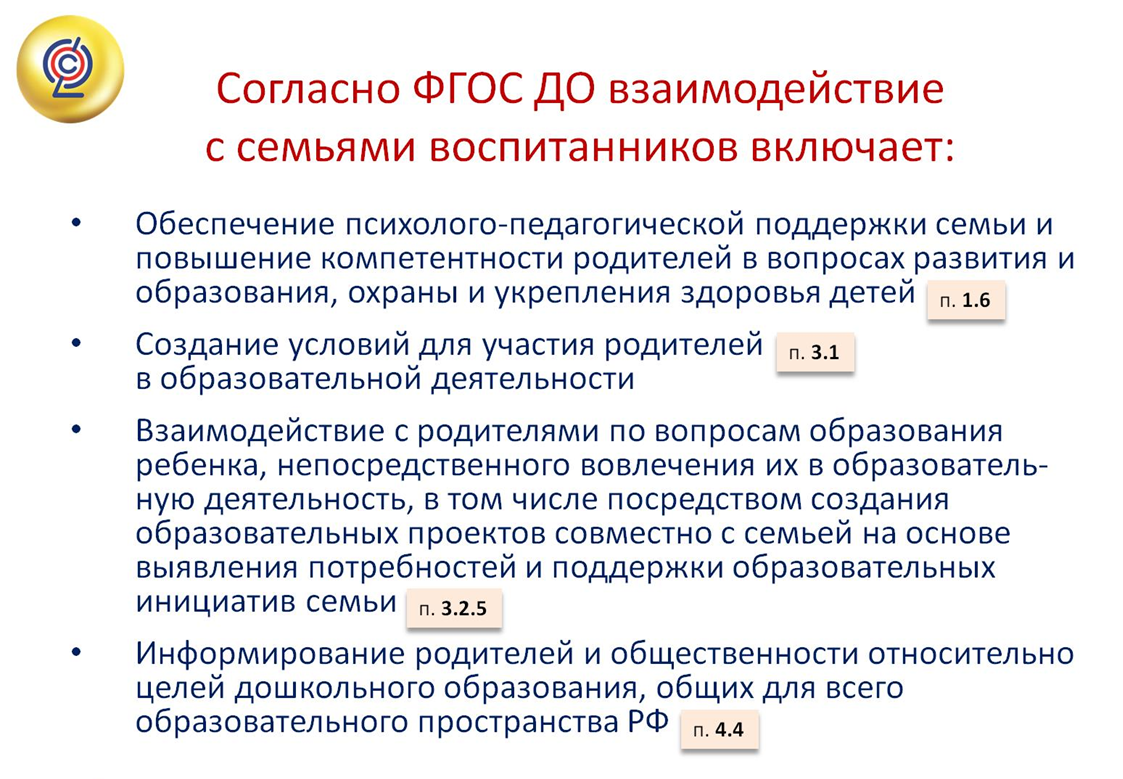 Согласно ФГОС ДО взаимодействие
с семьями воспитанников включает:
• Обеспечение психолого-педагогической поддержки семьи и
повышение компетентности родителей в вопросах развития и
образования, охраны и укрепления здоровья детей п. 1.6
• Создание условий для участия родителей п. 3.1
в образовательной деятельности
• Взаимодействие с родителями по вопросам образования
ребенка, непосредственного вовлечения их в образователь-
ную деятельность, в том числе посредством создания
образовательных проектов совместно с семьей на основе
выявления потребностей и поддержки образовательных
инициатив семьи п. 3.2.5
• Информирование родителей и общественности относительно
целей дошкольного образования, общих для всего
образовательного пространства РФ п. 4.4